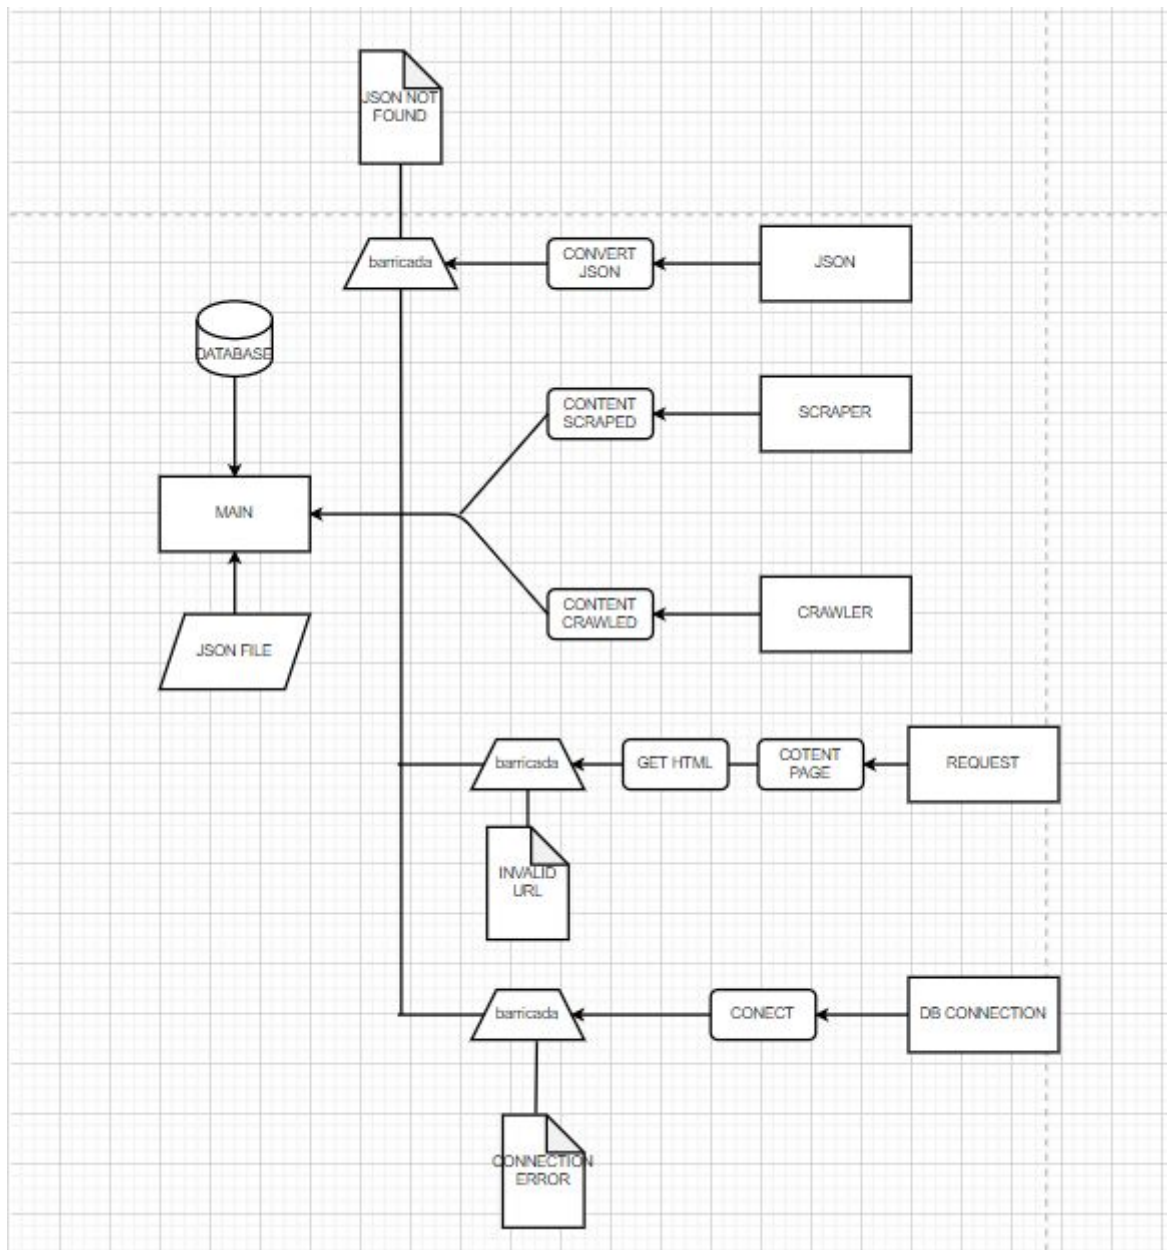 JSON NOT
FOUND
barricada
CONVERT
JSON
JSON
DATABASE
CONTENT
SCRAPED
SCRAPER
MAIN
CONTENT
CRAWLED
CRAWLER
JSON FILE
barricada
GET HTML
COTENT
PAGE
REQUEST
INVALID
URL
barricada
CONECT
DB CONNECTION
CONNECTION
ERROR